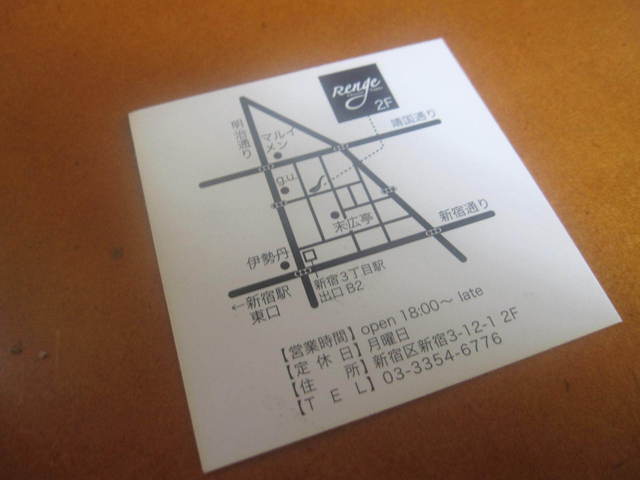 Renge
2F
明治通り
マルイ
メン
靖国通り
g.u.
末広亭
新宿通り
伊勢丹
新宿3丁目駅
出口 B2
←新宿駅
東口
【営業時間】open 18:00〜 late
【定 休 日】月曜日
【住 所】新宿区新宿3-12-1 2F
【T E L】03-3354-6776